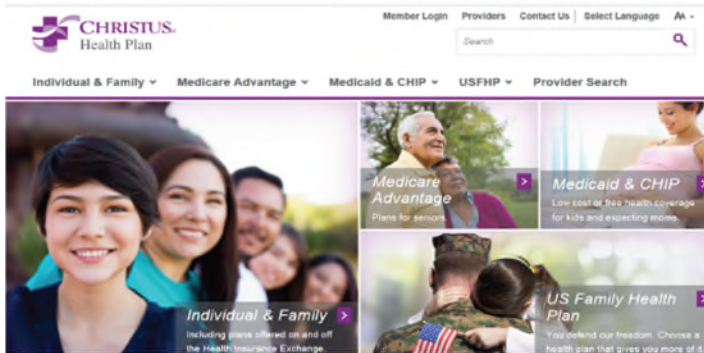 CHRISTUS
Health Plan
Member Login Providers Contact Us Select Language AA
Search
Individual & Family Medicare Advantage Medicaid & CHIP USFHP Provider Search
Medicare
Advantage
Plans for seniors.
Medicaid & CHIP
Low cost or free health coverage
for kids and expecting moms.
Individual & Family
Including plans offered on and off
the Health Insurance Exchange.
US Family Health
Plan
You defend our freedom. Choose a
health plan that gives you more of it.